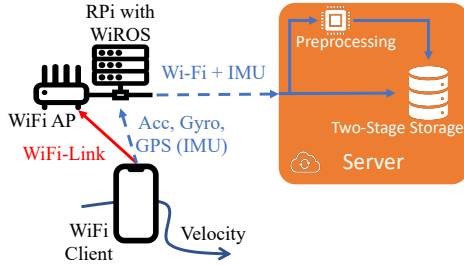 RPi with
WiROS
Preprocessing
Wi-Fi + IMU
WiFi AP
Two-Stage Storage
Acc, Gyro,
GPS (IMU)
WiFi-Link
Server
WiFi
Client
Velocity